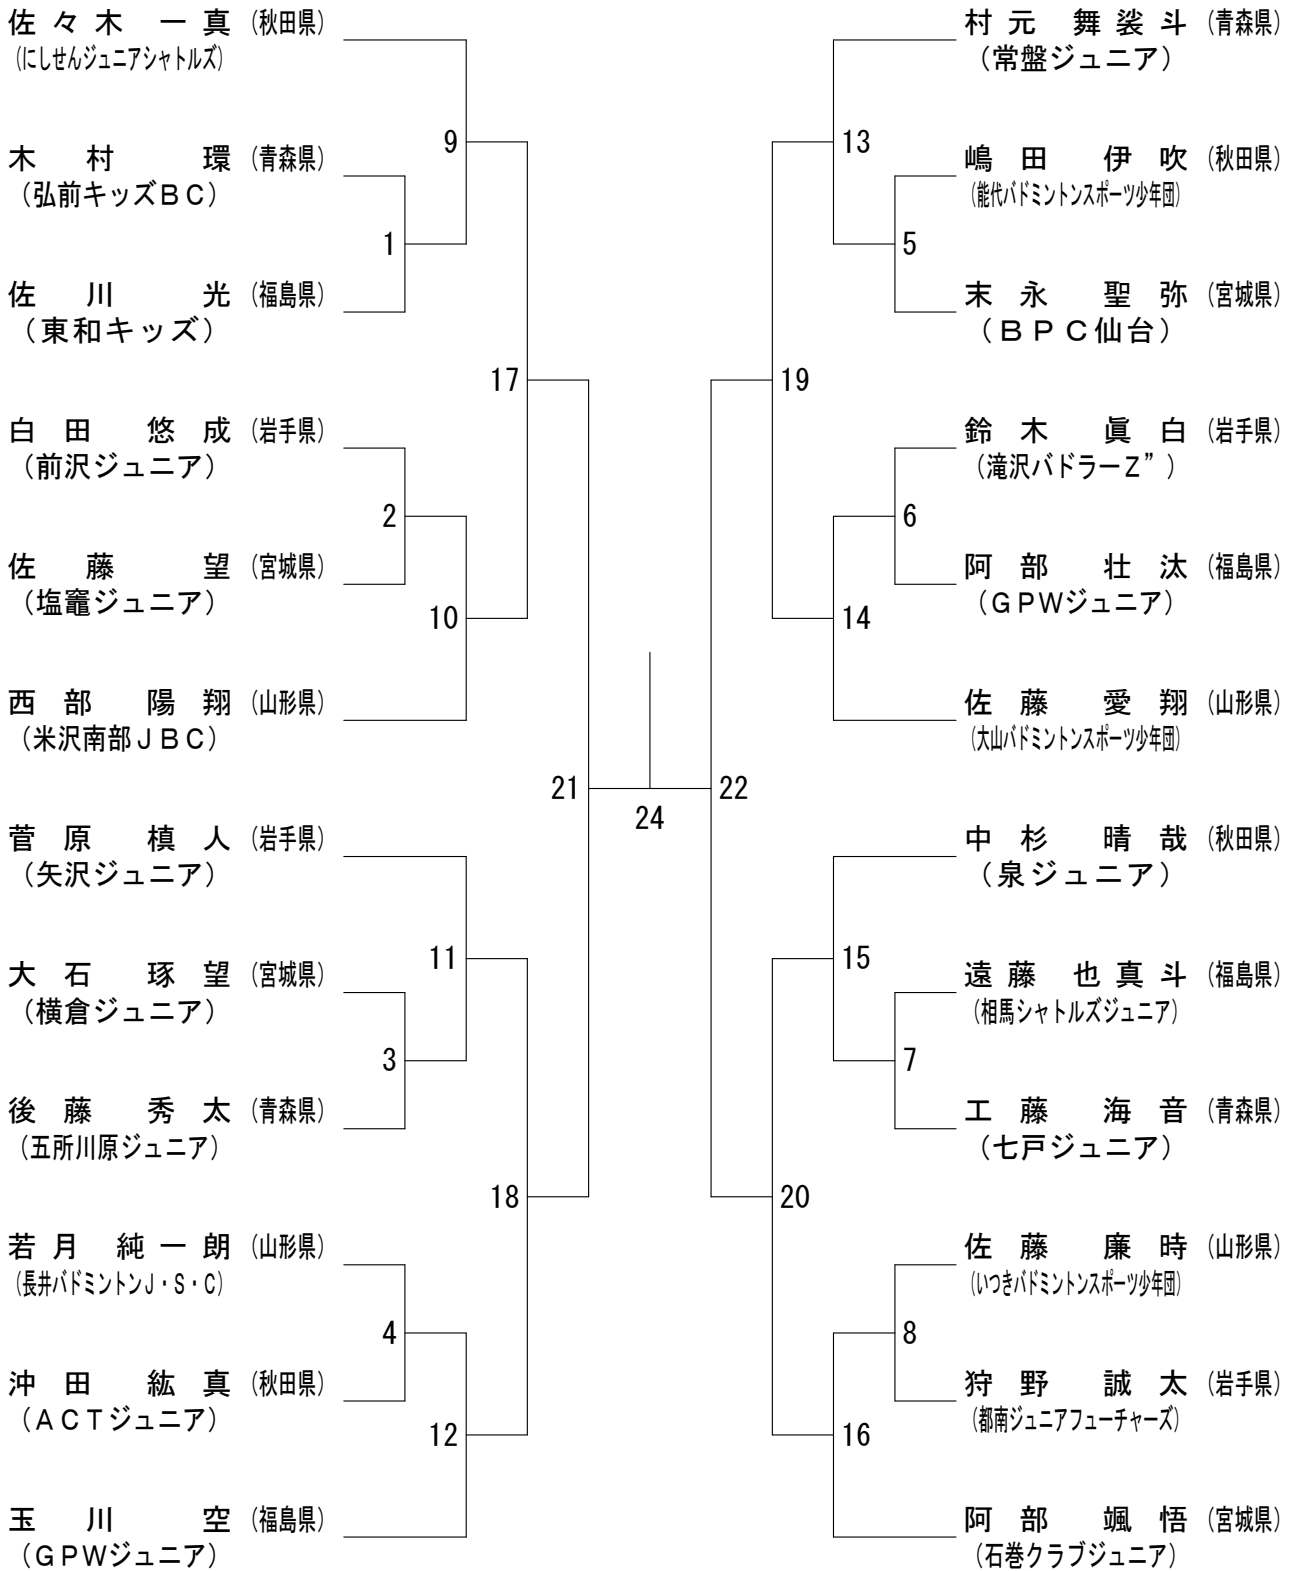 佐々木 一真 (秋田県)
(にしせんジュニアシャトルズ)
9
木村 環 (青森県)
(弘前キッズＢＣ)
1
佐川 光 (福島県)
(東和キッズ)
17
白田 悠成 (岩手県)
(前沢ジュニア)
2
佐藤 望 (宮城県)
(塩竈ジュニア)
10
西部 陽翔 (山形県)
(米沢南部ＪＢＣ)
21
菅原 槙人 (岩手県)
(矢沢ジュニア)
11
大石 琢望 (宮城県)
(横倉ジュニア)
3
後藤 秀太 (青森県)
(五所川原ジュニア)
18
若月 純一朗 (山形県)
(長井バドミントンＪ・Ｓ・Ｃ)
4
沖田 紘真 (秋田県)
(ＡＣＴジュニア)
12
玉川 空 (福島県)
(ＧＰＷジュニア)
24
村元 舞裟斗 (青森県)
(常盤ジュニア)
13
嶋田 伊吹 (秋田県)
(能代バドミントンスポーツ少年団)
5
末永 聖弥 (宮城県)
(ＢＰＣ仙台)
19
鈴木 眞白 (岩手県)
(滝沢バドラーＺ”)
6
阿部 壮汰 (福島県)
(ＧＰＷジュニア)
14
佐藤 愛翔 (山形県)
(大山バドミントンスポーツ少年団)
22
中杉 晴哉 (秋田県)
(泉ジュニア)
15
遠藤 也真斗 (福島県)
(相馬シャトルズジュニア)
7
工藤 海音 (青森県)
(七戸ジュニア)
20
佐藤 廉時 (山形県)
(いつきバドミントンスポーツ少年団)
8
狩野 誠太 (岩手県)
(都南ジュニアフューチャーズ)
16
阿部 颯悟 (宮城県)
(石巻クラブジュニア)